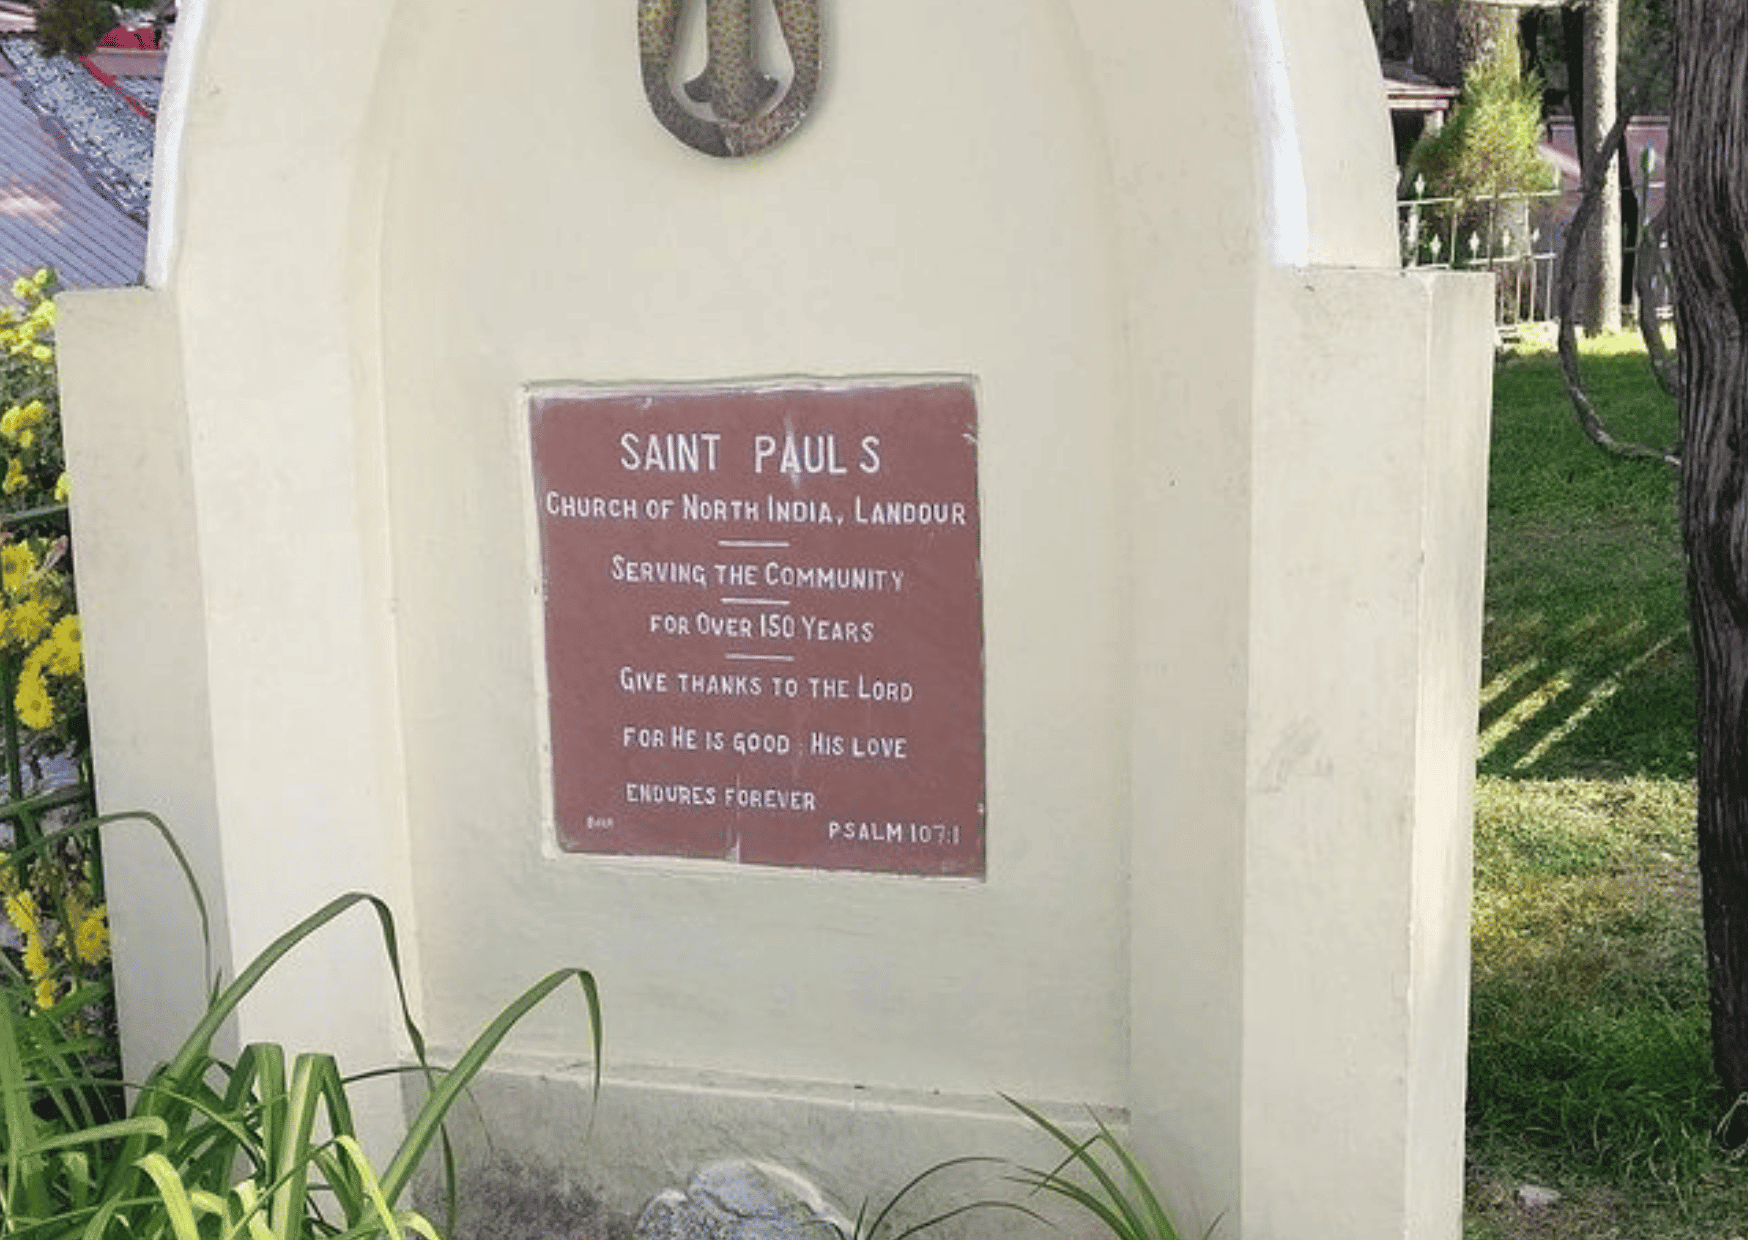 SAINT PAUL S
CHURCH OF NORTH INDIA, LANDOUR
SERVING THE COMMUNITY
FOR OVER 150 YEARS
GIVE THANKS TO THE LORD
FOR HE IS GOOD : HIS LOVE
ENDURES FOREVER
PSALM 107:1